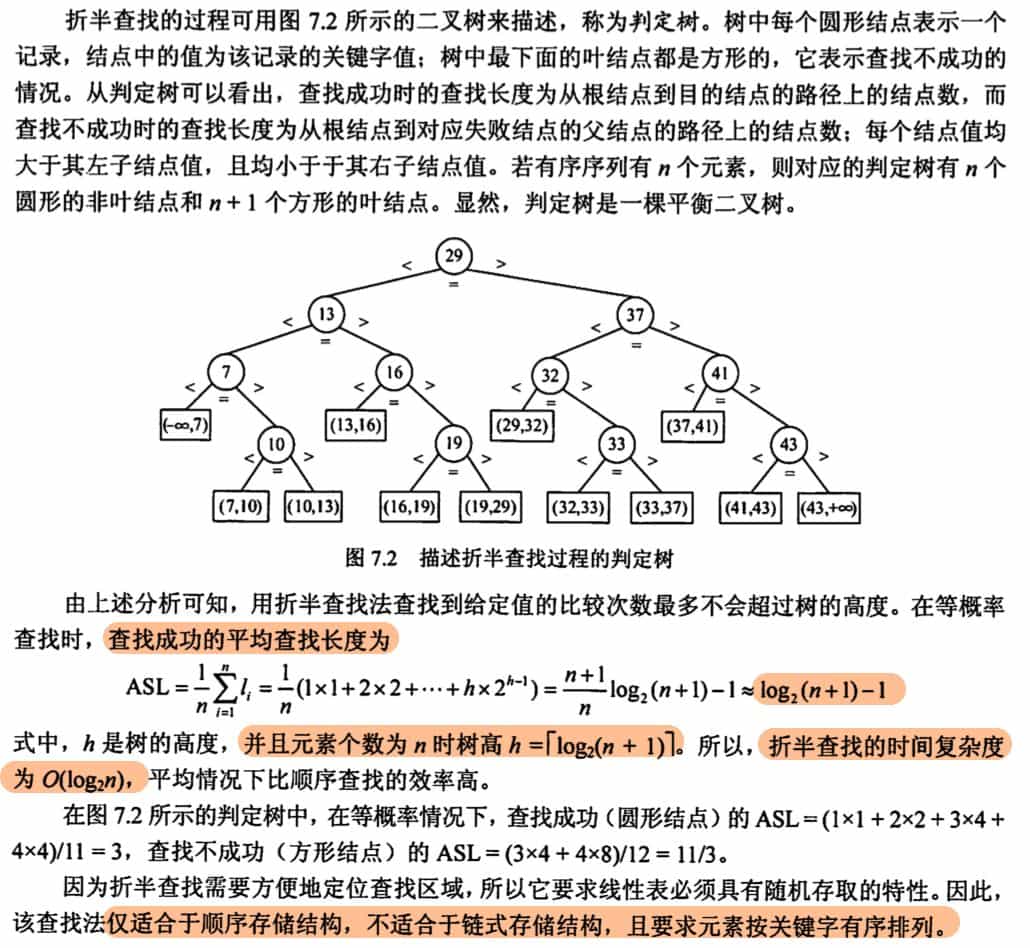 折半查找的过程可用图 7.2 所示的二叉树来描述，称为判定树。树中每个圆形结点表示一个
记录，结点中的值为该记录的关键字值；树中最下面的叶结点都是方形的，它表示查找不成功的
情况。从判定树可以看出，查找成功时的查找长度为从根结点到目的结点的路径上的结点数，而
查找不成功时的查找长度为从根结点到对应失败结点的父结点的路径上的结点数；每个结点值均
大于其左子结点值，且均小于于其右子结点值。若有序序列有 n 个元素，则对应的判定树有 n 个
圆形的非叶结点和 n + 1 个方形的叶结点。显然，判定树是一棵平衡二叉树。
< 29 >
=
< 13 > < 37 >
= =
< 7 > < 16 > < 32 > < 41 >
= = = =
(-∞,7) (13,16) (29,32) (37,41)
< 10 > < 19 > < 33 > < 43 >
= = = =
(7,10) (10,13) (16,19) (19,29) (32,33) (33,37) (41,43) (43,+∞)
图 7.2 描述折半查找过程的判定树
由上述分析可知，用折半查找法查找到给定值的比较次数最多不会超过树的高度。在等概率
查找时，查找成功的平均查找长度为
ASL = 1/n ∑_{i=1}^{n} l_i = 1/n (1×1+2×2+⋯+h×2^{h-1}) = (n+1)/n log₂(n+1)−1 ≈ log₂(n+1)−1
式中，h 是树的高度，并且元素个数为 n 时树高 h =⌈log₂(n + 1)⌉。所以，折半查找的时间复杂度
为 O(log₂n)，平均情况下比顺序查找的效率高。
在图 7.2 所示的判定树中，在等概率情况下，查找成功（圆形结点）的 ASL = (1×1 + 2×2 + 3×4 +
4×4)/11 = 3，查找不成功（方形结点）的 ASL = (3×4 + 4×8)/12 = 11/3。
因为折半查找需要方便地定位查找区域，所以它要求线性表必须具有随机存取的特性。因此，
该查找法仅适合于顺序存储结构，不适合于链式存储结构，且要求元素按关键字有序排列。